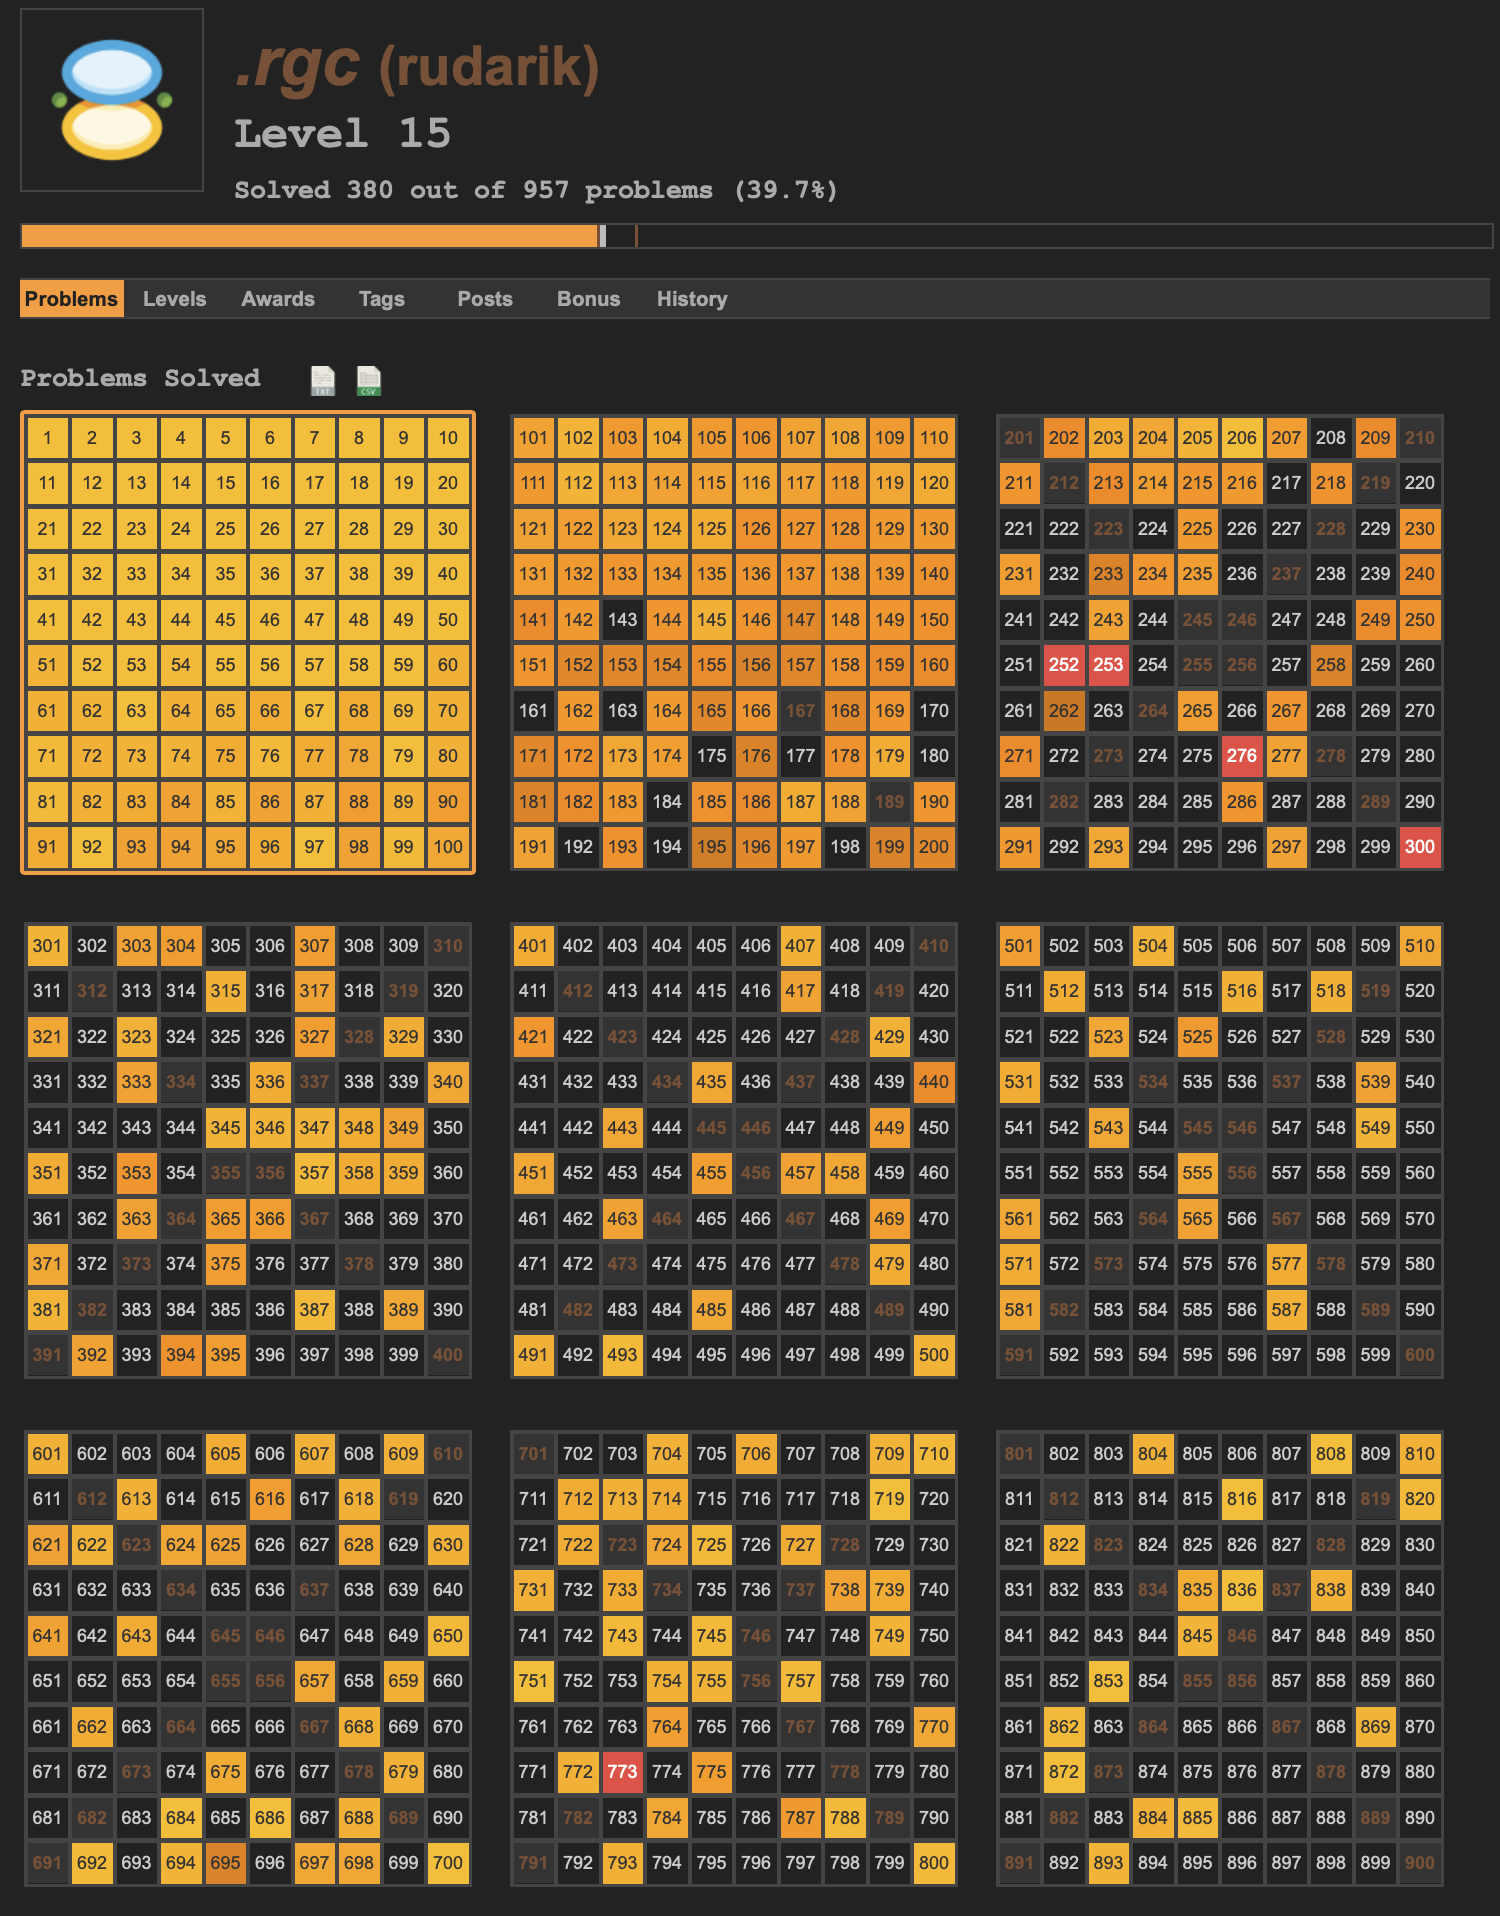 .rgc (rudarik)
Level 15
Solved 380 out of 957 problems (39.7%)
Problems Levels Awards Tags Posts Bonus History
Problems Solved TXT CSV
1 2 3 4 5 6 7 8 9 10 101 102 103 104 105 106 107 108 109 110 201 202 203 204 205 206 207 208 209 210
11 12 13 14 15 16 17 18 19 20 111 112 113 114 115 116 117 118 119 120 211 212 213 214 215 216 217 218 219 220
21 22 23 24 25 26 27 28 29 30 121 122 123 124 125 126 127 128 129 130 221 222 223 224 225 226 227 228 229 230
31 32 33 34 35 36 37 38 39 40 131 132 133 134 135 136 137 138 139 140 231 232 233 234 235 236 237 238 239 240
41 42 43 44 45 46 47 48 49 50 141 142 143 144 145 146 147 148 149 150 241 242 243 244 245 246 247 248 249 250
51 52 53 54 55 56 57 58 59 60 151 152 153 154 155 156 157 158 159 160 251 252 253 254 255 256 257 258 259 260
61 62 63 64 65 66 67 68 69 70 161 162 163 164 165 166 167 168 169 170 261 262 263 264 265 266 267 268 269 270
71 72 73 74 75 76 77 78 79 80 171 172 173 174 175 176 177 178 179 180 271 272 273 274 275 276 277 278 279 280
81 82 83 84 85 86 87 88 89 90 181 182 183 184 185 186 187 188 189 190 281 282 283 284 285 286 287 288 289 290
91 92 93 94 95 96 97 98 99 100 191 192 193 194 195 196 197 198 199 200 291 292 293 294 295 296 297 298 299 300
301 302 303 304 305 306 307 308 309 310 401 402 403 404 405 406 407 408 409 410 501 502 503 504 505 506 507 508 509 510
311 312 313 314 315 316 317 318 319 320 411 412 413 414 415 416 417 418 419 420 511 512 513 514 515 516 517 518 519 520
321 322 323 324 325 326 327 328 329 330 421 422 423 424 425 426 427 428 429 430 521 522 523 524 525 526 527 528 529 530
331 332 333 334 335 336 337 338 339 340 431 432 433 434 435 436 437 438 439 440 531 532 533 534 535 536 537 538 539 540
341 342 343 344 345 346 347 348 349 350 441 442 443 444 445 446 447 448 449 450 541 542 543 544 545 546 547 548 549 550
351 352 353 354 355 356 357 358 359 360 451 452 453 454 455 456 457 458 459 460 551 552 553 554 555 556 557 558 559 560
361 362 363 364 365 366 367 368 369 370 461 462 463 464 465 466 467 468 469 470 561 562 563 564 565 566 567 568 569 570
371 372 373 374 375 376 377 378 379 380 471 472 473 474 475 476 477 478 479 480 571 572 573 574 575 576 577 578 579 580
381 382 383 384 385 386 387 388 389 390 481 482 483 484 485 486 487 488 489 490 581 582 583 584 585 586 587 588 589 590
391 392 393 394 395 396 397 398 399 400 491 492 493 494 495 496 497 498 499 500 591 592 593 594 595 596 597 598 599 600
601 602 603 604 605 606 607 608 609 610 701 702 703 704 705 706 707 708 709 710 801 802 803 804 805 806 807 808 809 810
611 612 613 614 615 616 617 618 619 620 711 712 713 714 715 716 717 718 719 720 811 812 813 814 815 816 817 818 819 820
621 622 623 624 625 626 627 628 629 630 721 722 723 724 725 726 727 728 729 730 821 822 823 824 825 826 827 828 829 830
631 632 633 634 635 636 637 638 639 640 731 732 733 734 735 736 737 738 739 740 831 832 833 834 835 836 837 838 839 840
641 642 643 644 645 646 647 648 649 650 741 742 743 744 745 746 747 748 749 750 841 842 843 844 845 846 847 848 849 850
651 652 653 654 655 656 657 658 659 660 751 752 753 754 755 756 757 758 759 760 851 852 853 854 855 856 857 858 859 860
661 662 663 664 665 666 667 668 669 670 761 762 763 764 765 766 767 768 769 770 861 862 863 864 865 866 867 868 869 870
671 672 673 674 675 676 677 678 679 680 771 772 773 774 775 776 777 778 779 780 871 872 873 874 875 876 877 878 879 880
681 682 683 684 685 686 687 688 689 690 781 782 783 784 785 786 787 788 789 790 881 882 883 884 885 886 887 888 889 890
691 692 693 694 695 696 697 698 699 700 791 792 793 794 795 796 797 798 799 800 891 892 893 894 895 896 897 898 899 900